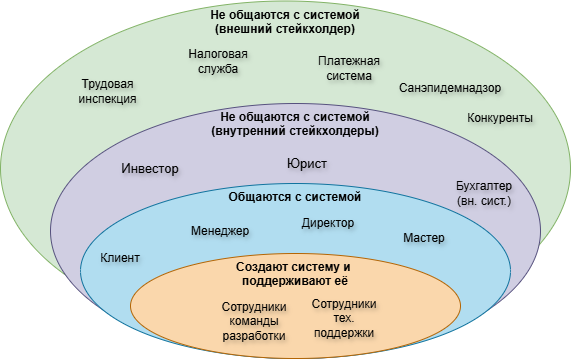 Не общаются с системой
(внешний стейкхолдер)
Налоговая
служба
Платежная
система
Трудовая
инспекция
Санэпидемнадзор
Конкуренты
Не общаются с системой
(внутренний стейкхолдеры)
Инвестор
Юрист
Бухгалтер
(вн. сист.)
Общаются с системой
Менеджер
Директор
Мастер
Клиент
Создают систему и
поддерживают её
Сотрудники
команды
разработки
Сотрудники
тех.
поддержки